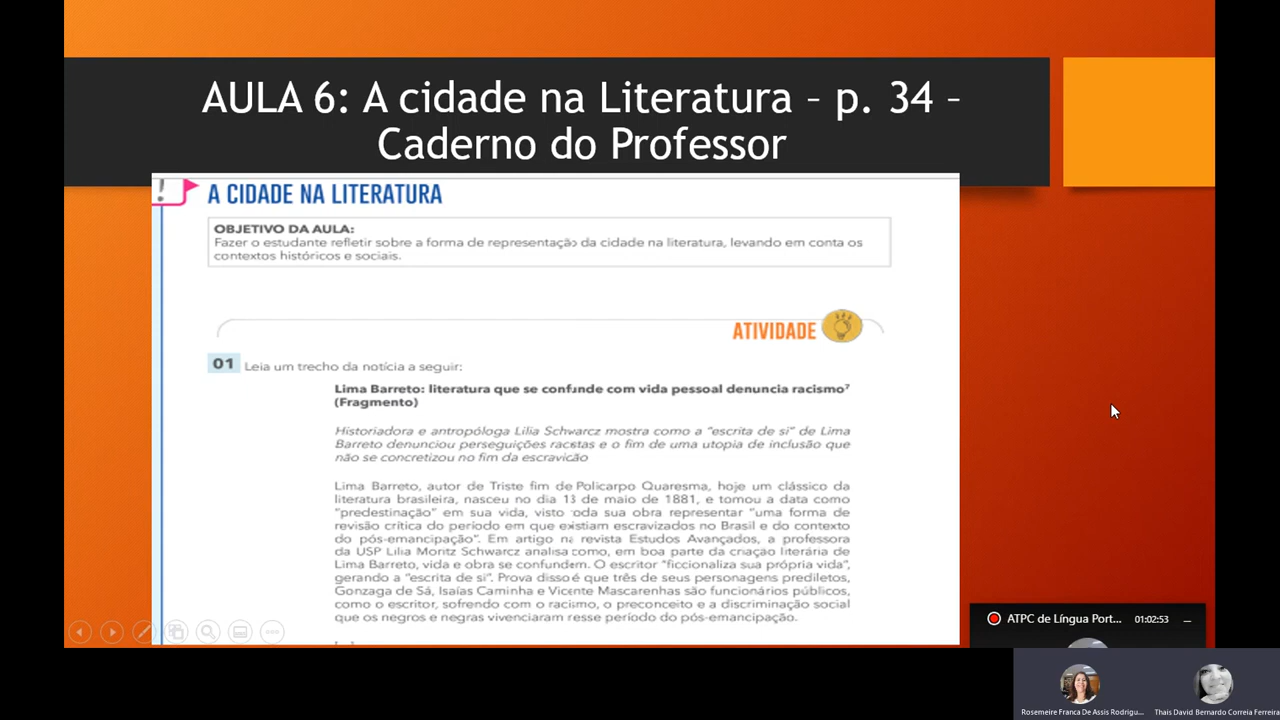 AULA 6: A cidade na Literatura – p. 34 –
Caderno do Professor
!
A CIDADE NA LITERATURA
OBJETIVO DA AULA:
Fazer o estudante refletir sobre a forma de representação da cidade na literatura, levando em conta os
contextos históricos e sociais.
ATIVIDADE
01 Leia um trecho da notícia a seguir:
Lima Barreto: literatura que se confunde com vida pessoal denuncia racismo⁷
(Fragmento)
Historiadora e antropóloga Lilia Schwarcz mostra como a “escrita de si” de Lima
Barreto denunciou perseguições racistas e o fim de uma utopia de inclusão que
não se concretizou no fim da escravidão
Lima Barreto, autor de Triste fim de Policarpo Quaresma, hoje um clássico da
literatura brasileira, nasceu no dia 13 de maio de 1881, e tomou a data como
“predestinação” em sua vida, visto toda sua obra representar “uma forma de
revisão crítica do período em que existiam escravizados no Brasil e do contexto
do pós-emancipação”. Em artigo na revista Estudos Avançados, a professora
da USP Lilia Moritz Schwarcz analisa como, em boa parte da criação literária de
Lima Barreto, vida e obra se confundem. O escritor “ficcionaliza sua própria vida”,
gerando a “escrita de si”. Prova disso é que três de seus personagens prediletos,
Gonzaga de Sá, Isaías Caminha e Vicente Mascarenhas são funcionários públicos,
como o escritor, sofrendo com o racismo, o preconceito e a discriminação social
que os negros e negras vivenciaram nesse período do pós-emancipação.
ATPC de Língua Port... 01:02:53
Rosemeire Franca De Assis Rodrigu... Thais David Bernardo Correia Ferreira